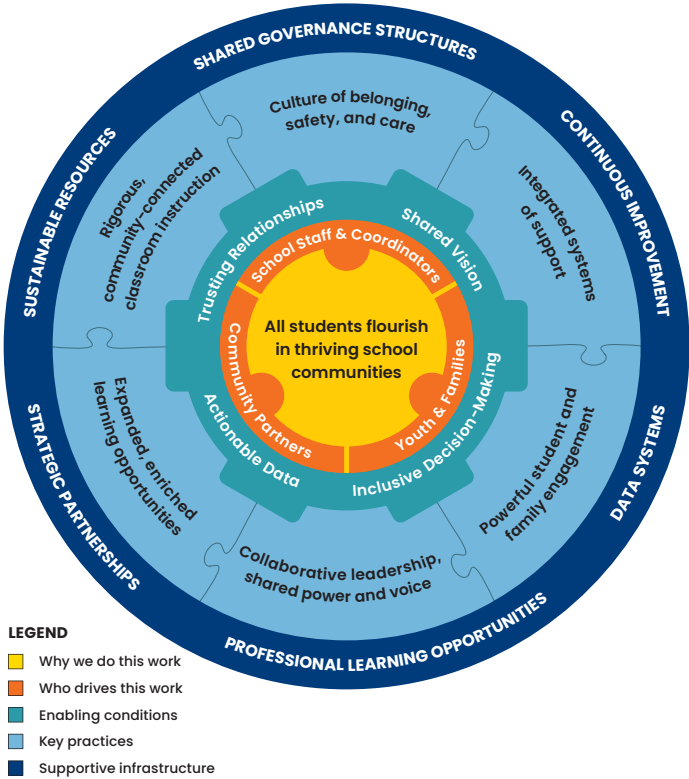 SHARED GOVERNANCE STRUCTURES
CONTINUOUS IMPROVEMENT
DATA SYSTEMS
PROFESSIONAL LEARNING OPPORTUNITIES
STRATEGIC PARTNERSHIPS
SUSTAINABLE RESOURCES
Culture of belonging,
safety, and care
Integrated systems
of support
Powerful student and
family engagement
Collaborative leadership,
shared power and voice
Expanded, enriched
learning opportunities
Rigorous,
community-connected
classroom instruction
Trusting Relationships
Shared Vision
Inclusive Decision-Making
Actionable Data
School Staff & Coordinators
Youth & Families
Community Partners
All students flourish
in thriving school
communities
LEGEND
Why we do this work
Who drives this work
Enabling conditions
Key practices
Supportive infrastructure